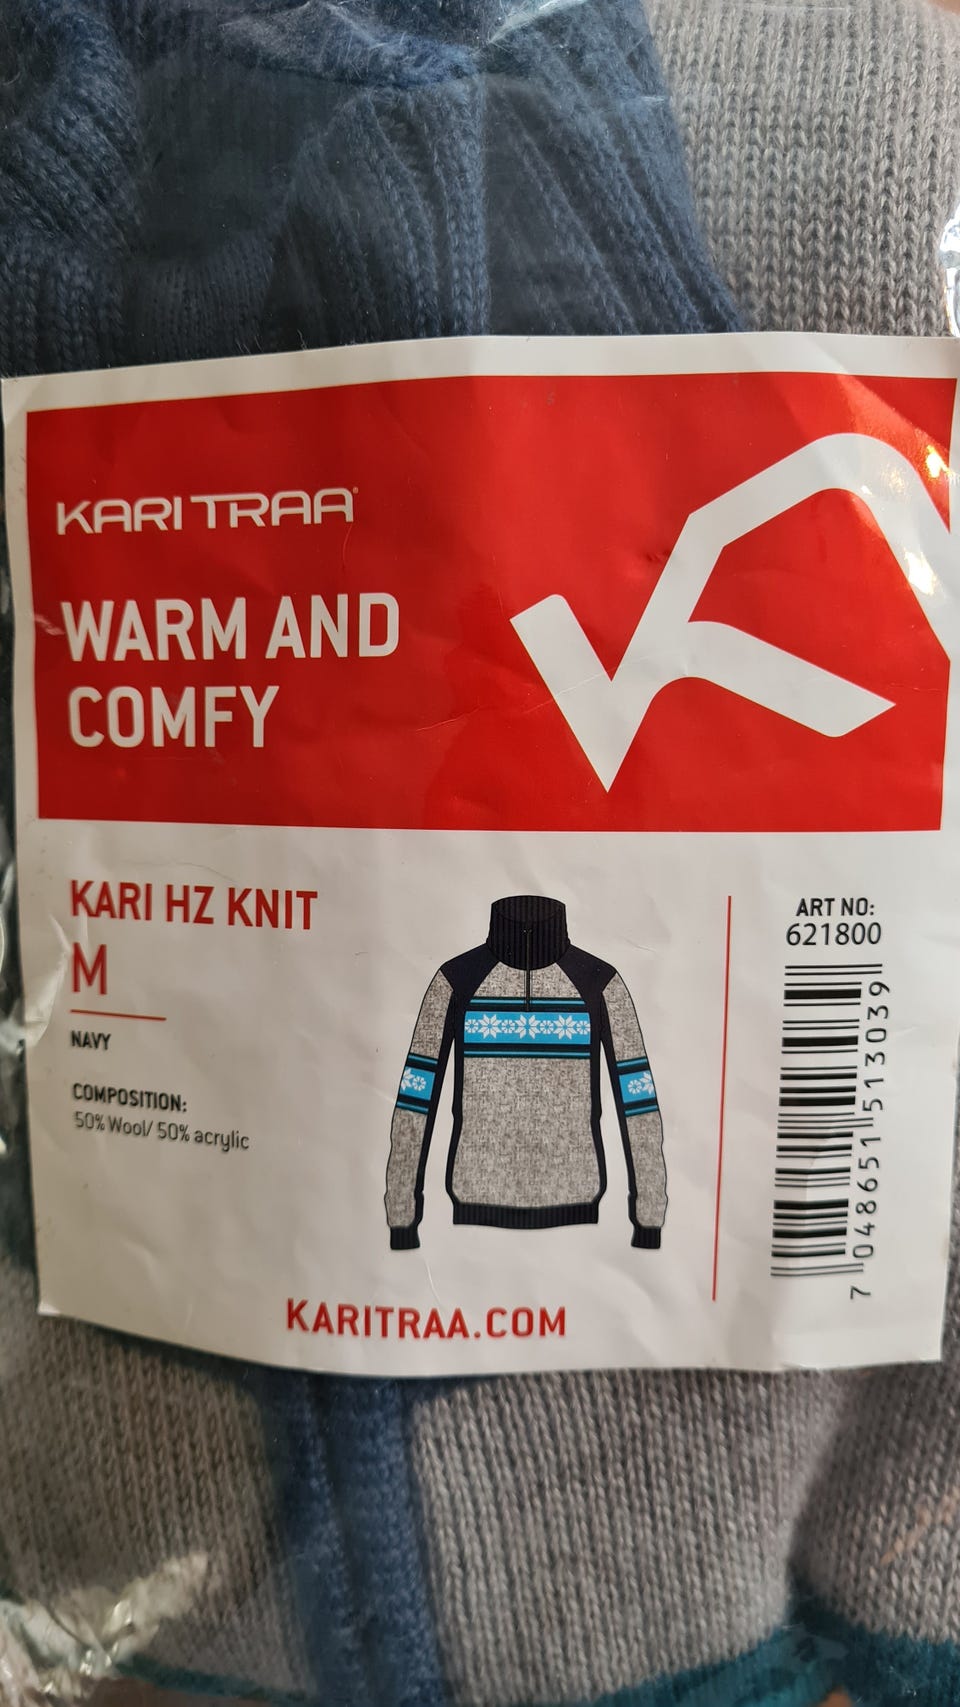 KARI TRAA®
WARM AND
COMFY
KARI HZ KNIT
M
NAVY
COMPOSITION:
50% Wool/ 50% acrylic
ART NO:
621800
7 048651 513039
KARITRAA.COM